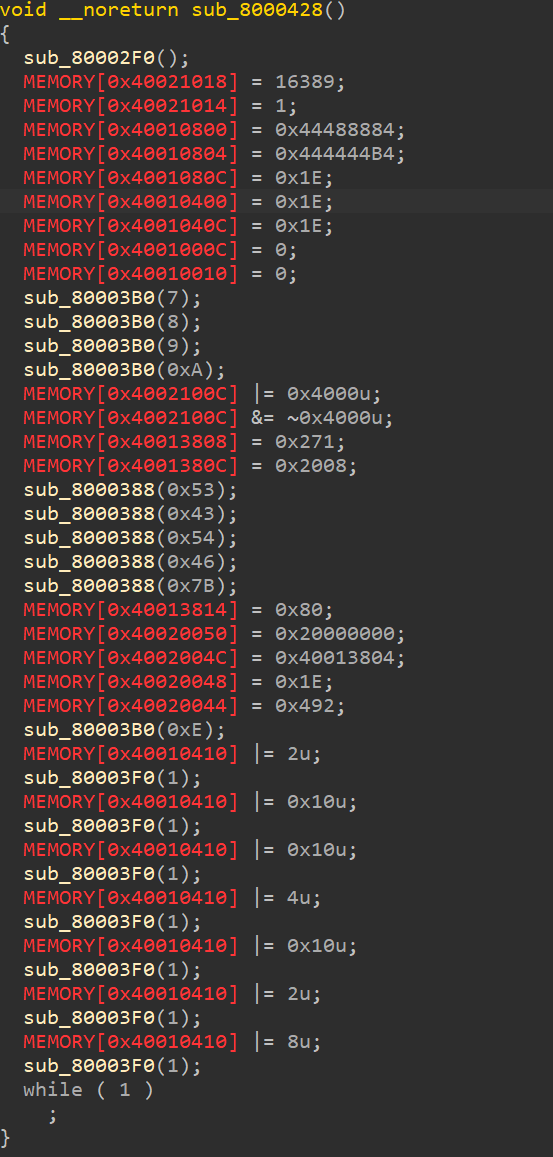 void __noreturn sub_8000428()
{
  sub_80002F0();
  MEMORY[0x40021018] = 16389;
  MEMORY[0x40021014] = 1;
  MEMORY[0x40010800] = 0x44488884;
  MEMORY[0x40010804] = 0x444444B4;
  MEMORY[0x4001080C] = 0x1E;
  MEMORY[0x40010400] = 0x1E;
  MEMORY[0x4001040C] = 0x1E;
  MEMORY[0x4001000C] = 0;
  MEMORY[0x40010010] = 0;
  sub_80003B0(7);
  sub_80003B0(8);
  sub_80003B0(9);
  sub_80003B0(0xA);
  MEMORY[0x4002100C] |= 0x4000u;
  MEMORY[0x4002100C] &= ~0x4000u;
  MEMORY[0x40013808] = 0x271;
  MEMORY[0x4001380C] = 0x2008;
  sub_8000388(0x53);
  sub_8000388(0x43);
  sub_8000388(0x54);
  sub_8000388(0x46);
  sub_8000388(0x7B);
  MEMORY[0x40013814] = 0x80;
  MEMORY[0x40020050] = 0x20000000;
  MEMORY[0x4002004C] = 0x40013804;
  MEMORY[0x40020048] = 0x1E;
  MEMORY[0x40020044] = 0x492;
  sub_80003B0(0xE);
  MEMORY[0x40010410] |= 2u;
  sub_80003F0(1);
  MEMORY[0x40010410] |= 0x10u;
  sub_80003F0(1);
  MEMORY[0x40010410] |= 0x10u;
  sub_80003F0(1);
  MEMORY[0x40010410] |= 4u;
  sub_80003F0(1);
  MEMORY[0x40010410] |= 0x10u;
  sub_80003F0(1);
  MEMORY[0x40010410] |= 2u;
  sub_80003F0(1);
  MEMORY[0x40010410] |= 8u;
  sub_80003F0(1);
  while ( 1 )
    ;
}